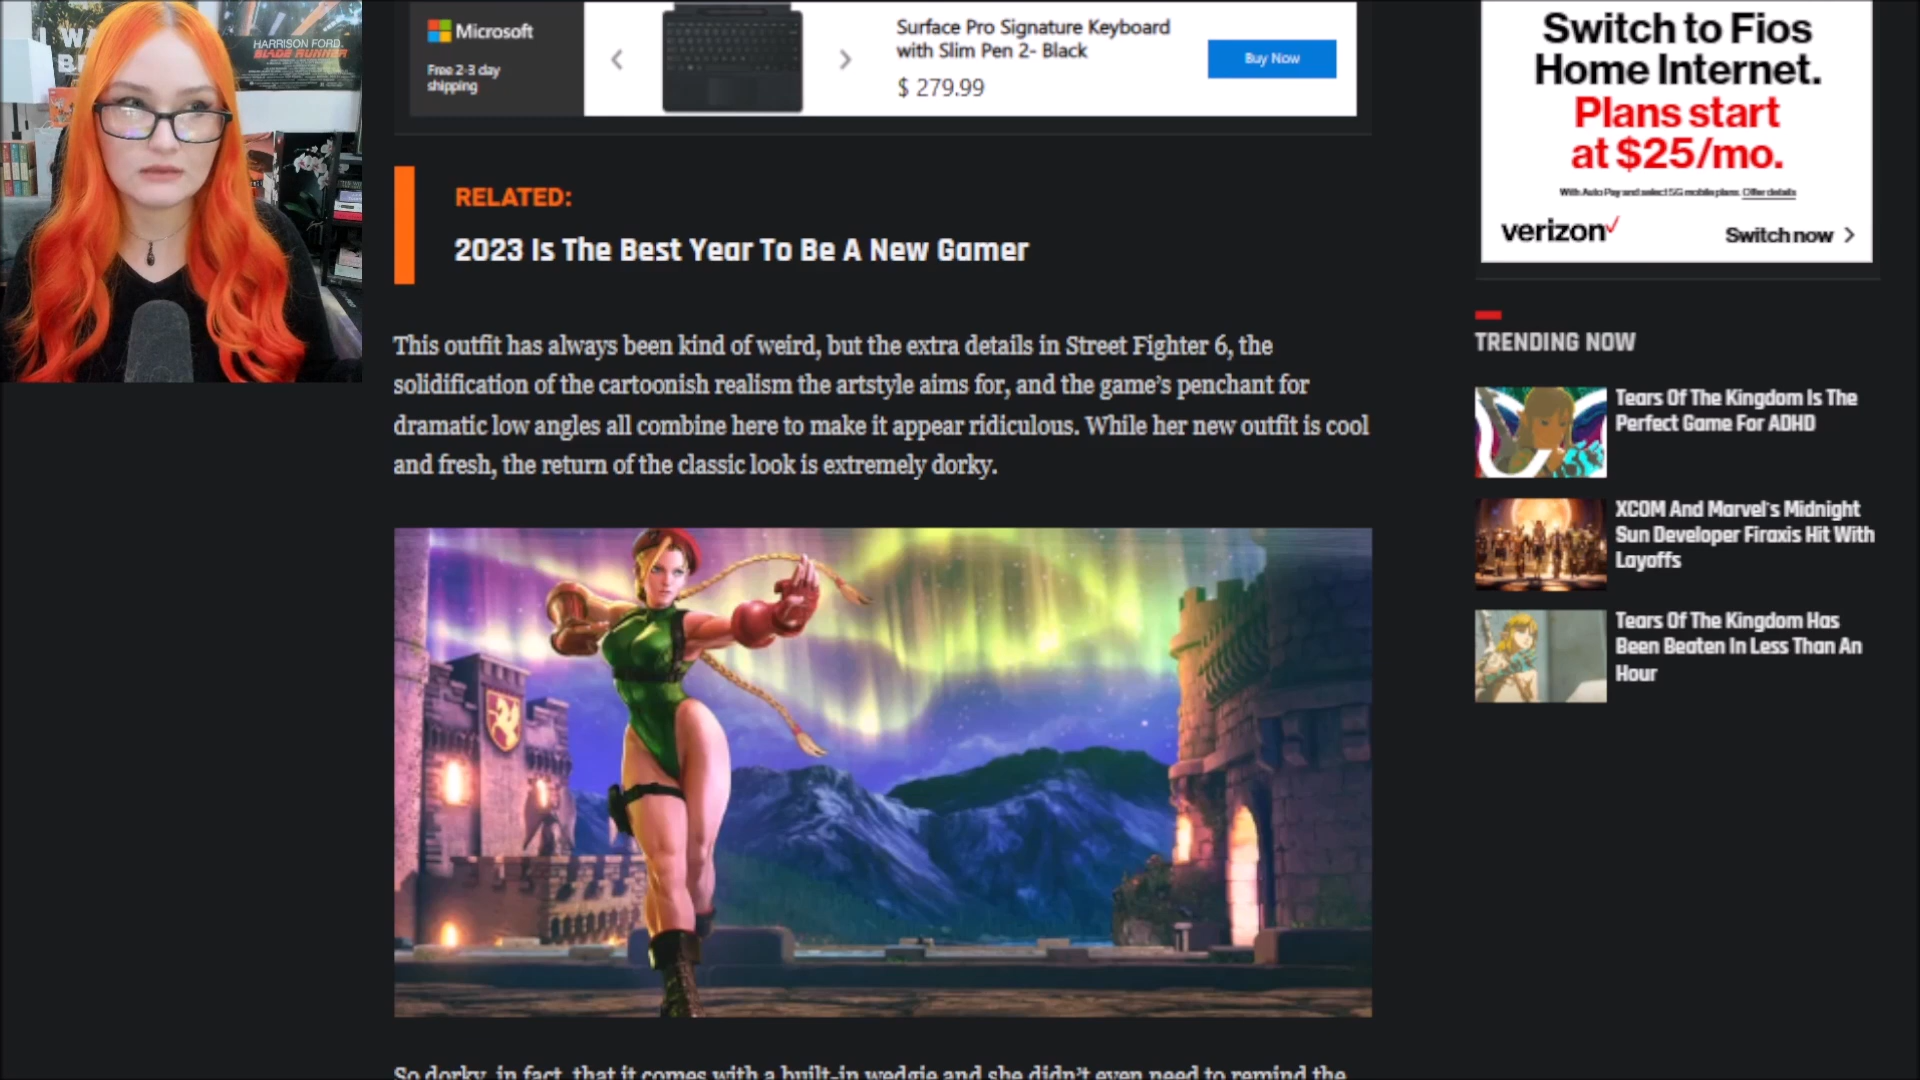 I W
B
HARRISON FORD.
BLADE RUNNER
Microsoft
Free 2-3 day
shipping
Surface Pro Signature Keyboard
with Slim Pen 2- Black
$ 279.99
Buy Now
Switch to Fios
Home Internet.
Plans start
at $25/mo.
With Auto Pay and select 5G mobile plans. Offer details
verizon
Switch now
RELATED:
2023 Is The Best Year To Be A New Gamer
This outfit has always been kind of weird, but the extra details in Street Fighter 6, the
solidification of the cartoonish realism the artstyle aims for, and the game's penchant for
dramatic low angles all combine here to make it appear ridiculous. While her new outfit is cool
and fresh, the return of the classic look is extremely dorky.
TRENDING NOW
Tears Of The Kingdom Is The
Perfect Game For ADHD
XCOM And Marvel's Midnight
Sun Developer Firaxis Hit With
Layoffs
Tears Of The Kingdom Has
Been Beaten In Less Than An
Hour
So dorky, in fact, that it comes with a built-in wedgie and she didn't even need to remind the